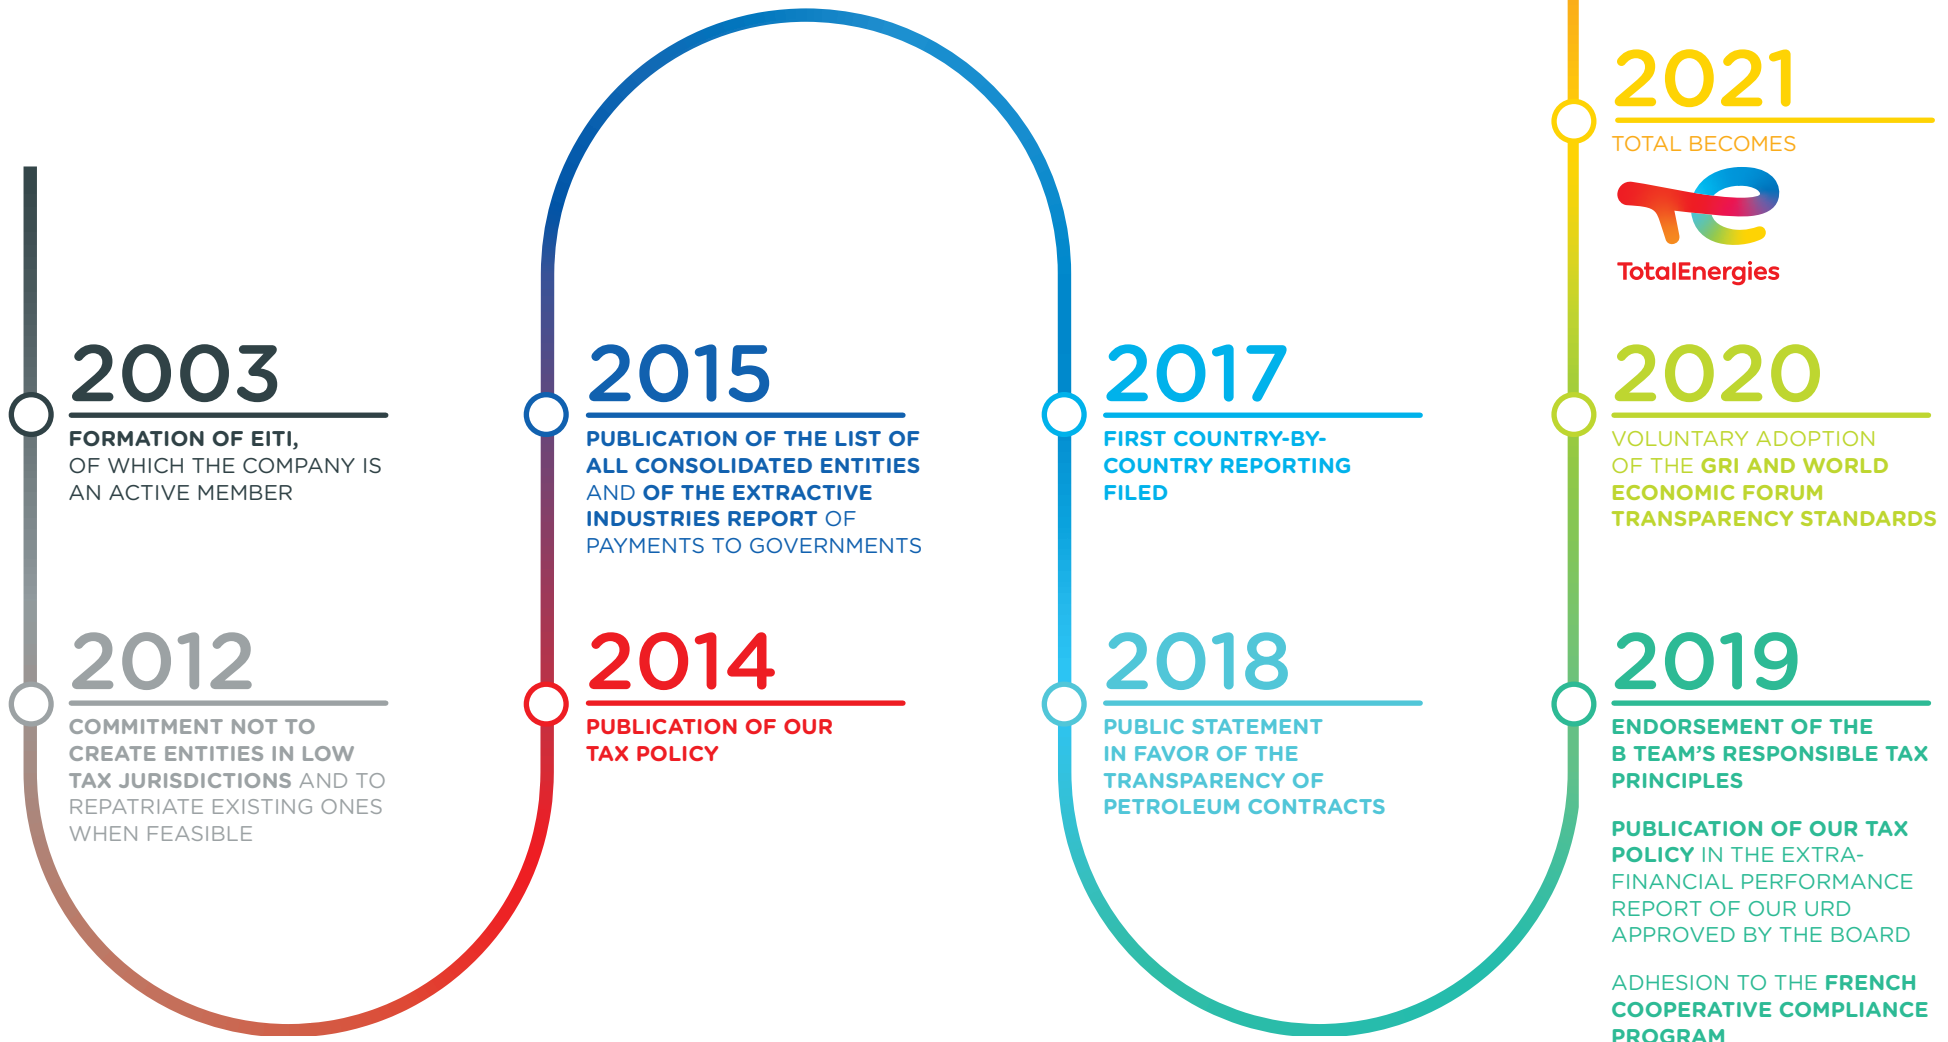 2003
FORMATION OF EITI,
OF WHICH THE COMPANY IS
AN ACTIVE MEMBER
2012
COMMITMENT NOT TO
CREATE ENTITIES IN LOW
TAX JURISDICTIONS AND TO
REPATRIATE EXISTING ONES
WHEN FEASIBLE
2014
PUBLICATION OF OUR
TAX POLICY
2015
PUBLICATION OF THE LIST OF
ALL CONSOLIDATED ENTITIES
AND OF THE EXTRACTIVE
INDUSTRIES REPORT OF
PAYMENTS TO GOVERNMENTS
2017
FIRST COUNTRY-BY-
COUNTRY REPORTING
FILED
2018
PUBLIC STATEMENT
IN FAVOR OF THE
TRANSPARENCY OF
PETROLEUM CONTRACTS
2019
ENDORSEMENT OF THE
B TEAM'S RESPONSIBLE TAX
PRINCIPLES
PUBLICATION OF OUR TAX
POLICY IN THE EXTRA-
FINANCIAL PERFORMANCE
REPORT OF OUR URD
APPROVED BY THE BOARD
ADHESION TO THE FRENCH
COOPERATIVE COMPLIANCE
PROGRAM
2020
VOLUNTARY ADOPTION
OF THE GRI AND WORLD
ECONOMIC FORUM
TRANSPARENCY STANDARDS
2021
TOTAL BECOMES
TotalEnergies